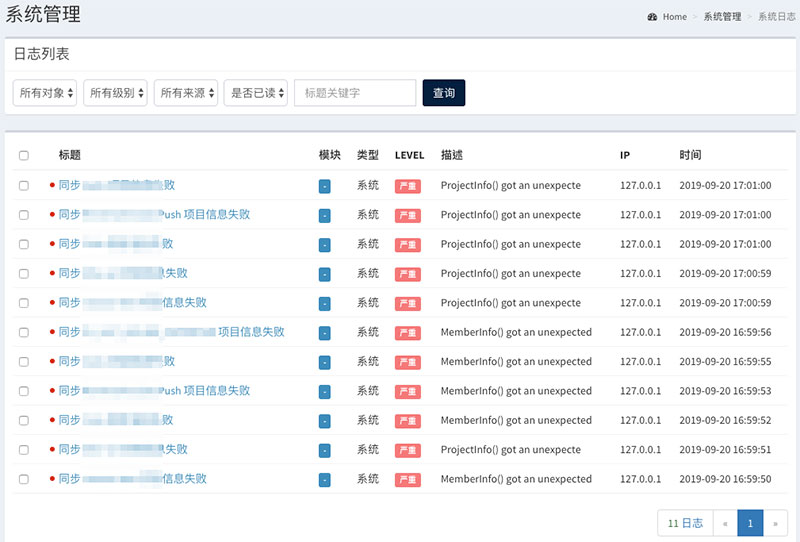 系统管理
Home > 系统管理 > 系统日志
日志列表
所有对象 所有级别 所有来源 是否已读 标题关键字 查询
标题 模块 类型 LEVEL 描述 IP 时间
同步 失败 - 系统 严重 ProjectInfo() got an unexpecte 127.0.0.1 2019-09-20 17:01:00
同步 Push 项目信息失败 - 系统 严重 ProjectInfo() got an unexpecte 127.0.0.1 2019-09-20 17:01:00
同步 败 - 系统 严重 ProjectInfo() got an unexpecte 127.0.0.1 2019-09-20 17:01:00
同步 失败 - 系统 严重 ProjectInfo() got an unexpecte 127.0.0.1 2019-09-20 17:00:59
同步 信息失败 - 系统 严重 ProjectInfo() got an unexpecte 127.0.0.1 2019-09-20 17:00:59
同步 项目信息失败 - 系统 严重 MemberInfo() got an unexpected 127.0.0.1 2019-09-20 16:59:56
同步 败 - 系统 严重 MemberInfo() got an unexpected 127.0.0.1 2019-09-20 16:59:55
同步 Push 项目信息失败 - 系统 严重 MemberInfo() got an unexpected 127.0.0.1 2019-09-20 16:59:53
同步 败 - 系统 严重 MemberInfo() got an unexpected 127.0.0.1 2019-09-20 16:59:52
同步 失败 - 系统 严重 ProjectInfo() got an unexpecte 127.0.0.1 2019-09-20 16:59:51
同步 信息失败 - 系统 严重 MemberInfo() got an unexpected 127.0.0.1 2019-09-20 16:59:50
11 日志 « 1 »